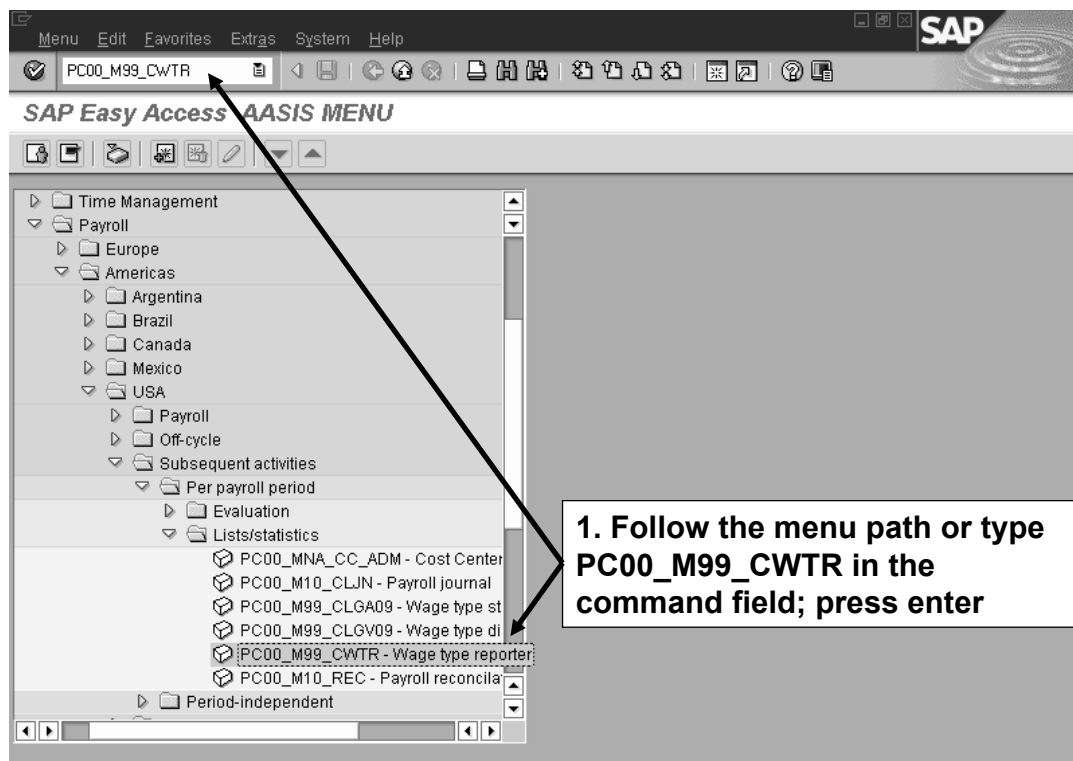 Menu Edit Favorites Extras System Help
SAP
PC00_M99_CWTR
SAP Easy Access AASIS MENU
Time Management
Payroll
Europe
Americas
Argentina
Brazil
Canada
Mexico
USA
Payroll
Off-cycle
Subsequent activities
Per payroll period
Evaluation
Lists/statistics
PC00_MNA_CC_ADM - Cost Center
PC00_M10_CLJN - Payroll journal
PC00_M99_CLGA09 - Wage type st
PC00_M99_CLGV09 - Wage type di
PC00_M99_CWTR - Wage type reporter
PC00_M10_REC - Payroll reconcila
Period-independent
1. Follow the menu path or type
PC00_M99_CWTR in the
command field; press enter